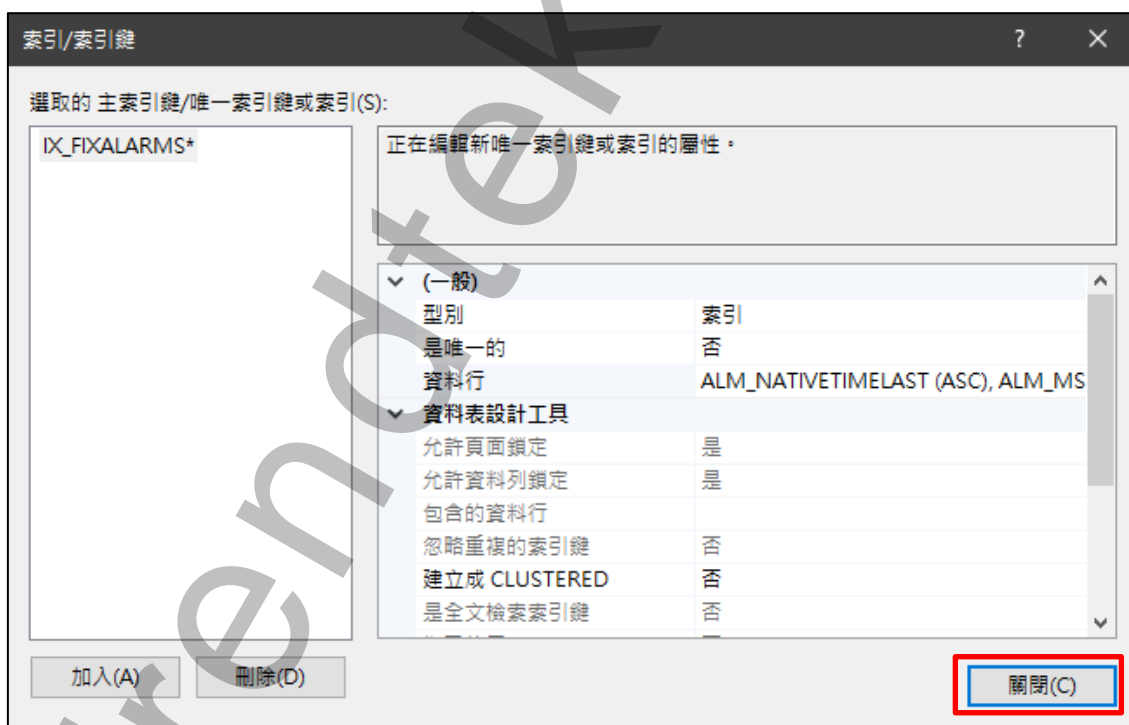 索引/索引鍵
? ×
選取的 主索引鍵/唯一索引鍵或索引(S):
IX_FIXALARMS*
正在編輯新唯一索引鍵或索引的屬性。
(一般)
型別 索引
是唯一的 否
資料行 ALM_NATIVETIMELAST (ASC), ALM_MS
資料表設計工具
允許頁面鎖定 是
允許資料列鎖定 是
包含的資料行
忽略重複的索引鍵 否
建立成 CLUSTERED 否
是全文檢索索引鍵 否
加入(A) 刪除(D) 關閉(C)
rendtek